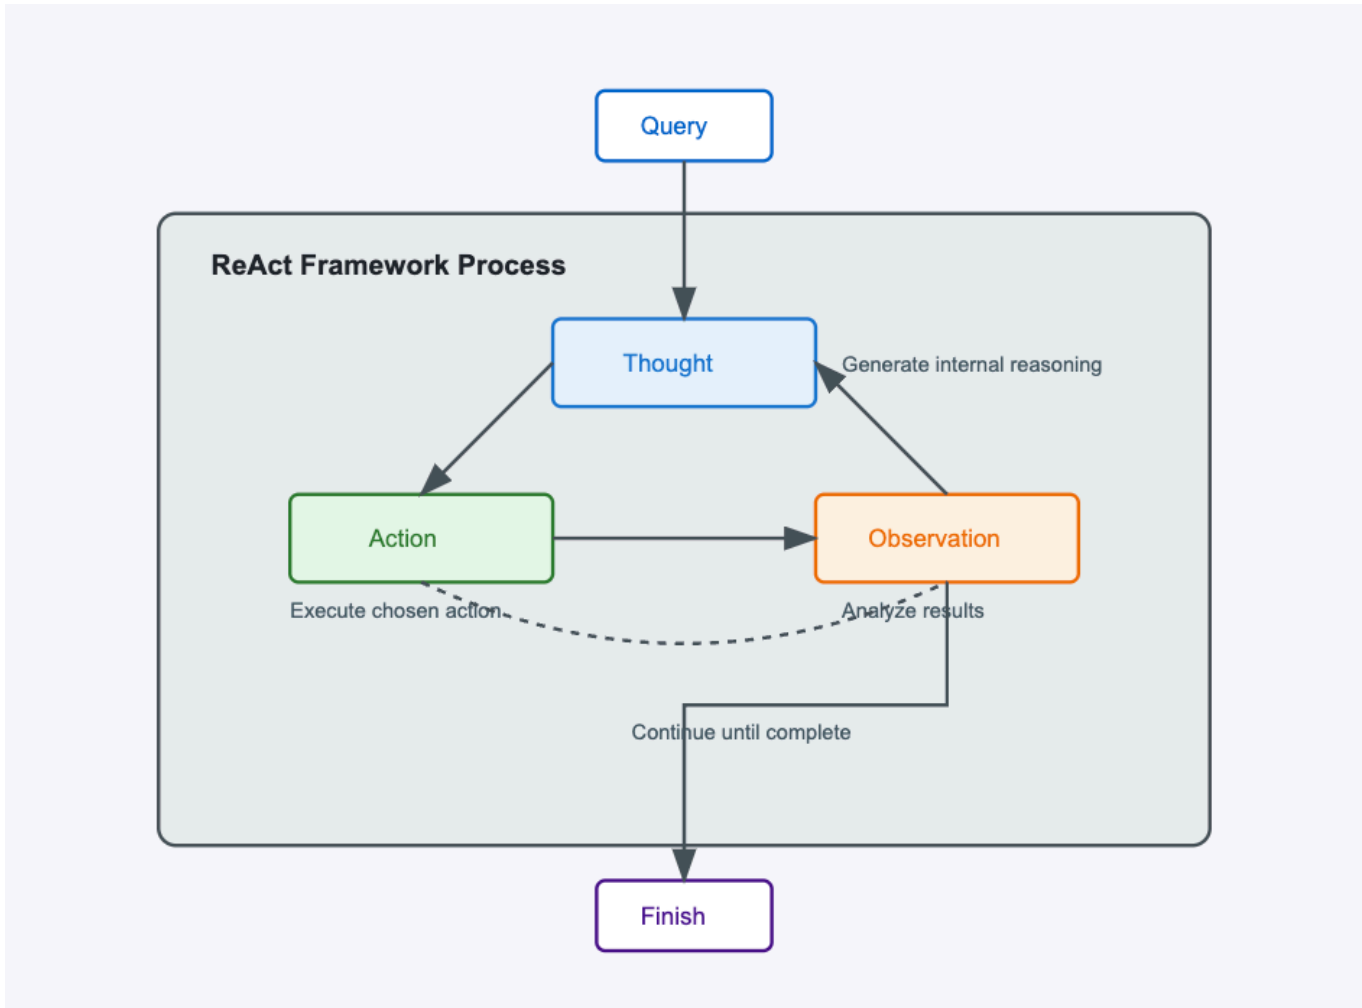 Query
ReAct Framework Process
Thought
Generate internal reasoning
Action
Observation
Execute chosen action
Analyze results
Continue until complete
Finish